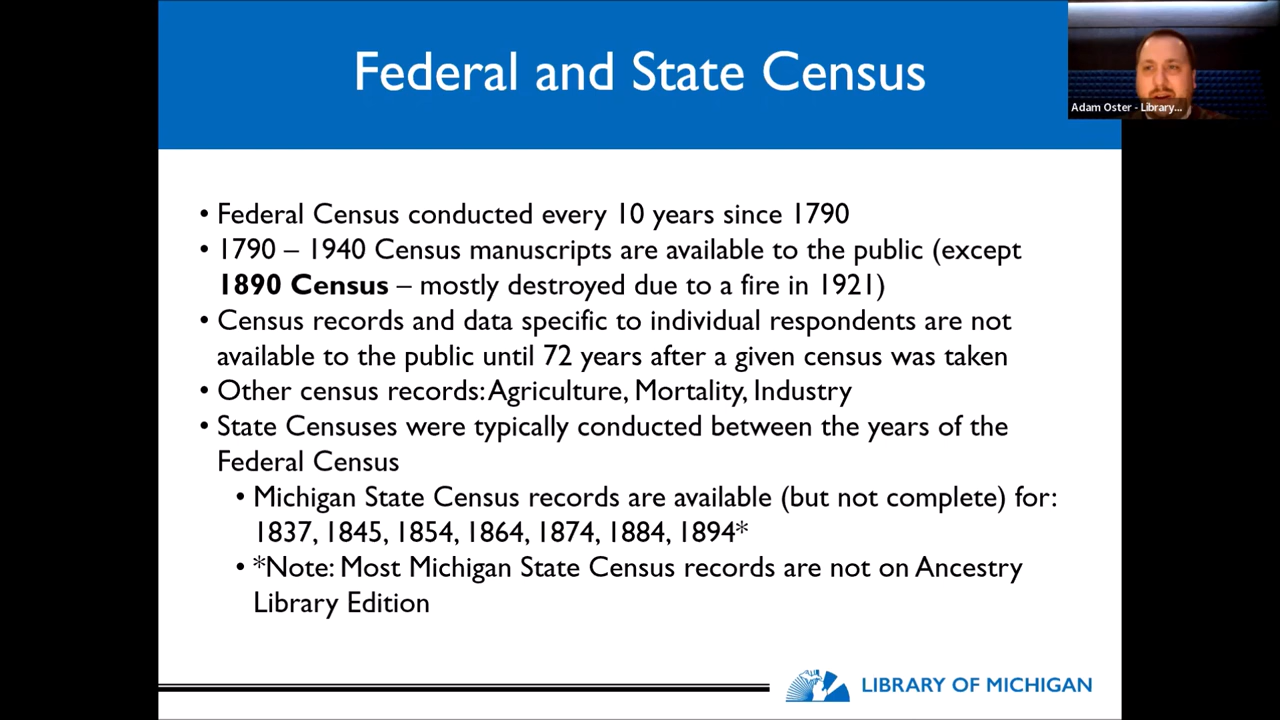 Federal and State Census
Adam Oster - Library...
• Federal Census conducted every 10 years since 1790
• 1790 – 1940 Census manuscripts are available to the public (except
1890 Census – mostly destroyed due to a fire in 1921)
• Census records and data specific to individual respondents are not
available to the public until 72 years after a given census was taken
• Other census records: Agriculture, Mortality, Industry
• State Censuses were typically conducted between the years of the
Federal Census
• Michigan State Census records are available (but not complete) for:
1837, 1845, 1854, 1864, 1874, 1884, 1894*
• *Note: Most Michigan State Census records are not on Ancestry
Library Edition
LIBRARY OF MICHIGAN